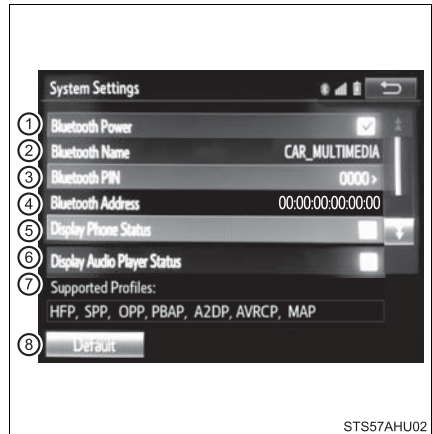 System Settings
① Bluetooth Power
② Bluetooth Name CAR_MULTIMEDIA
③ Bluetooth PIN 0000 >
④ Bluetooth Address 00:00:00:00:00:00
⑤ Display Phone Status
⑥ Display Audio Player Status
⑦ Supported Profiles:
HFP, SPP, OPP, PBAP, A2DP, AVRCP, MAP
⑧ Default
STS57AHU02